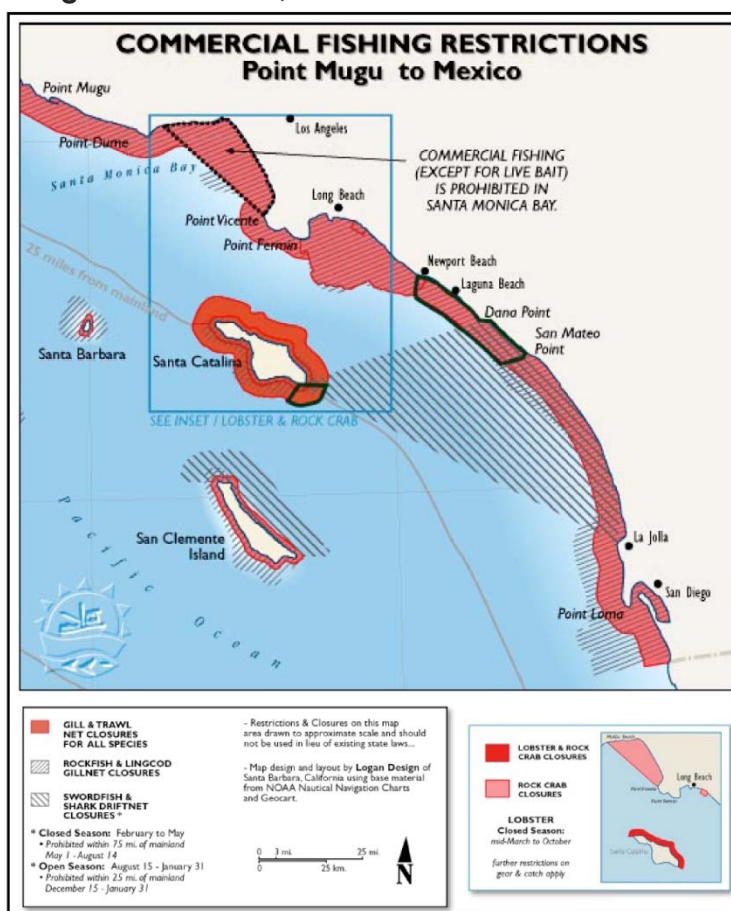 COMMERCIAL FISHING RESTRICTIONS
Point Mugu to Mexico
Point Mugu
Point Dume
Santa Monica Bay
Los Angeles
COMMERCIAL FISHING
(EXCEPT FOR LIVE BAIT)
IS PROHIBITED IN
SANTA MONICA BAY.
Long Beach
Point Vicente
Point Fermin
25 miles from mainland
Newport Beach
Laguna Beach
Dana Point
San Mateo
Point
Santa Barbara
Santa Catalina
SEE INSET / LOBSTER & ROCK CRAB
San Clemente
Island
La Jolla
San Diego
Point Loma
Pacific Ocean
GILL & TRAWL
NET CLOSURES
FOR ALL SPECIES
ROCKFISH & LINGCOD
GILLNET CLOSURES
SWORDFISH &
SHARK DRIFTNET
CLOSURES *
* Closed Season: February to May
• Prohibited within 75 mi. of mainland
May 1 - August 14
* Open Season: August 15 - January 31
• Prohibited within 25 mi. of mainland
December 15 - January 31
- Restrictions & Closures on this map
area drawn to approximate scale and should
not be used in lieu of existing state laws...
- Map design and layout by Logan Design of
Santa Barbara, California using base material
from NOAA Nautical Navigation Charts
and Geocart.
0 3 mi. 25 mi.
0 25 km.
N
LOBSTER & ROCK
CRAB CLOSURES
ROCK CRAB
CLOSURES
LOBSTER
Closed Season:
mid-March to October
further restrictions on
gear & catch apply
Long Beach
Point Vicente
Point Fermin
Santa Catalina